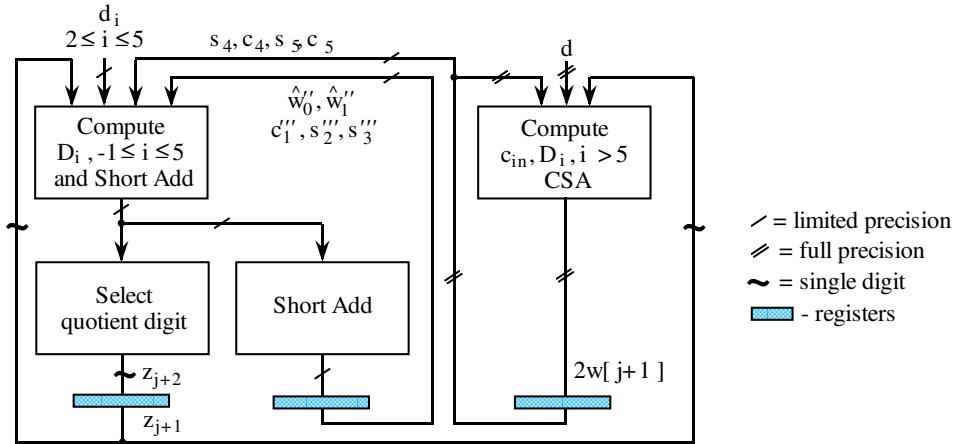 d_i
2 ≤ i ≤ 5
s_4, c_4, s_5, c_5
d
ŵ''_0, ŵ''_1
c'''_1, s'''_2, s'''_3
Compute
D_i, -1 ≤ i ≤ 5
and Short Add
Compute
c_in, D_i, i > 5
CSA
= limited precision
= full precision
= single digit
- registers
Select
quotient digit
Short Add
z_{j+2}
2w[ j+1 ]
z_{j+1}